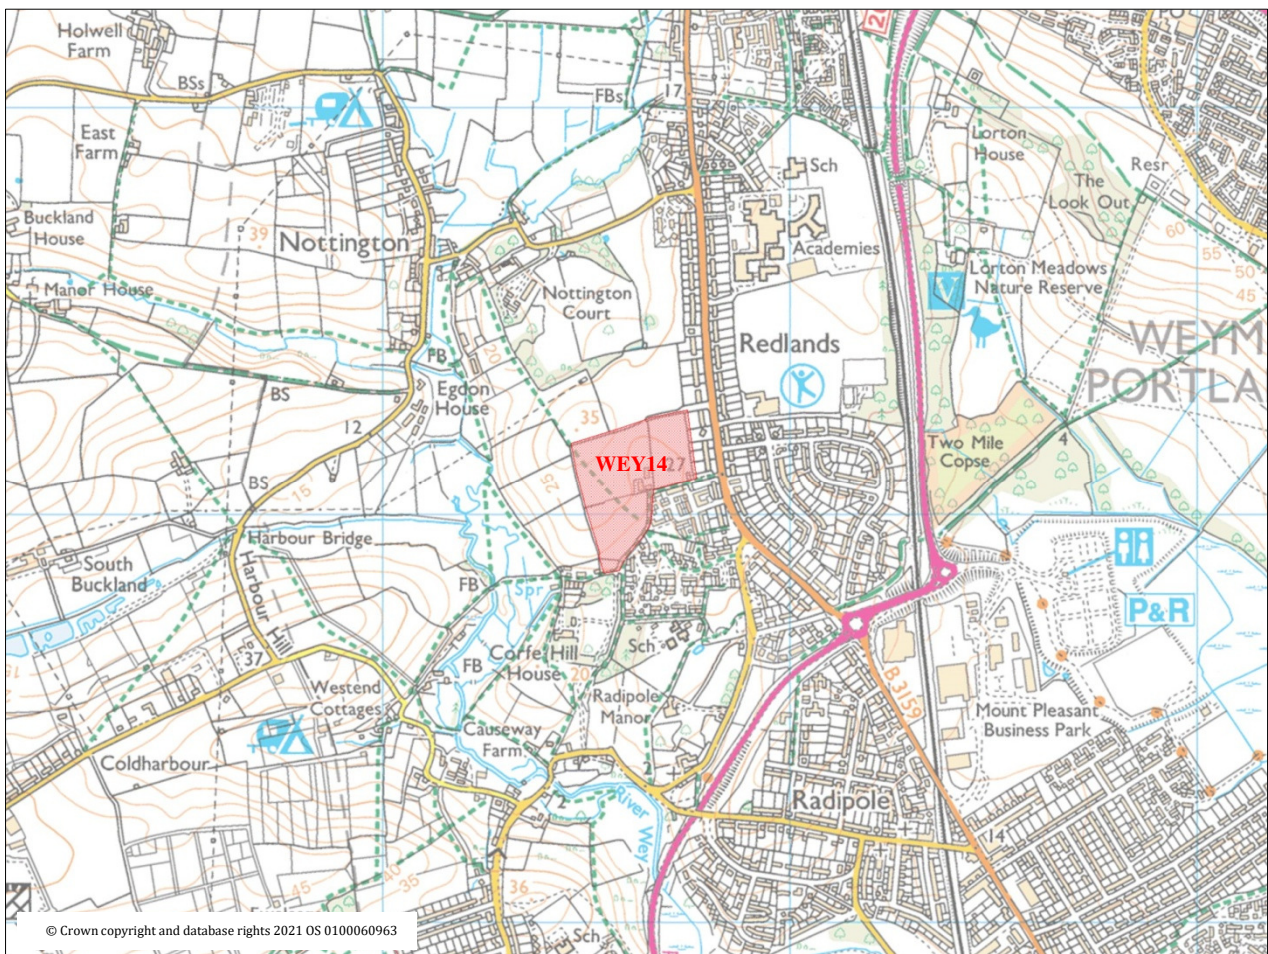 Holwell
Farm
BSs
17
FBs
East
Farm
Sch
Lorton
House
Resr
The
Look Out
Buckland
House
39
Nottington
Academies
60
55
50
45
Manor House
Nottington
Court
Lorton Meadows
Nature Reserve
Redlands
WEYM
PORTLA
FB
20
BS
Egdon
House
35
12
WEY14
27
Two Mile
Copse
4
25
BS
15
Harbour Bridge
South
Buckland
Harbour Hill
FB
Spr
P&R
37
FB
Corfe Hill
House
Sch
20
Westend
Cottages
Radipole
Manor
B 3159
Mount Pleasant
Business Park
Causeway
Farm
Coldharbour
2
River Wey
Radipole
14
45
40
35
36
© Crown copyright and database rights 2021 OS 0100060963
Sch